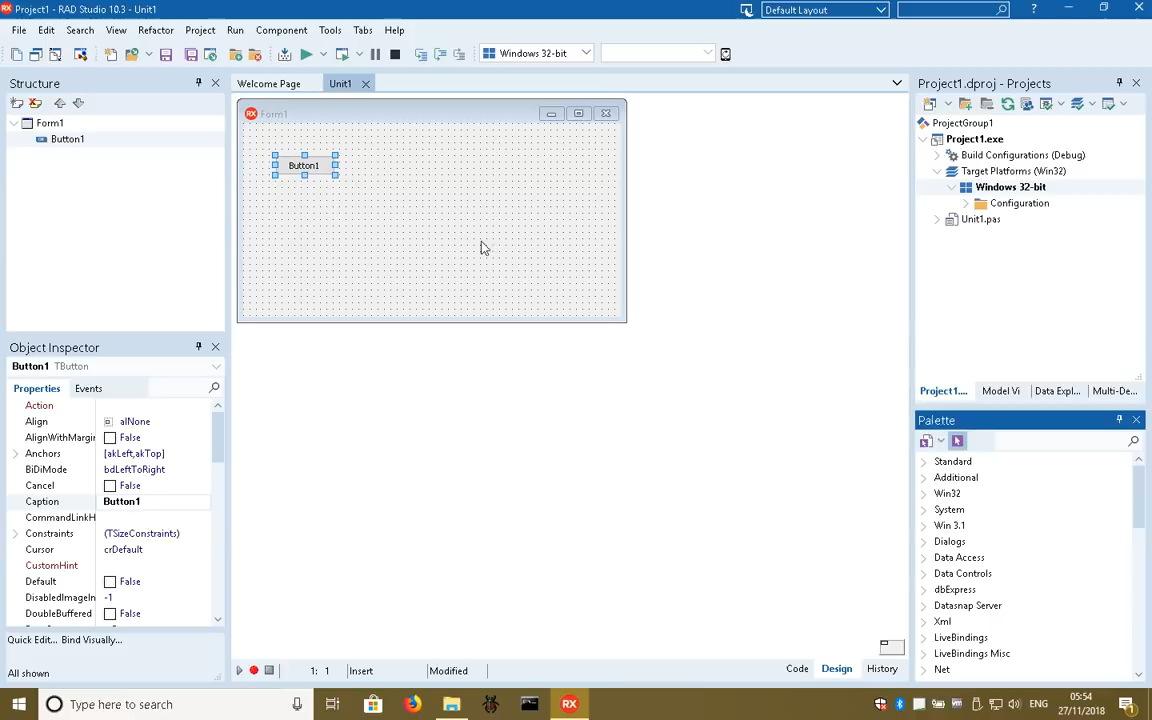 Project1 - RAD Studio 10.3 - Unit1
Default Layout
?
File Edit Search View Refactor Project Run Component Tools Tabs Help
Windows 32-bit
Structure
Form1
Button1
Welcome Page Unit1
Form1
Button1
Project1.dproj - Projects
ProjectGroup1
Project1.exe
Build Configurations (Debug)
Target Platforms (Win32)
Windows 32-bit
Configuration
Unit1.pas
Project1.... Model Vi Data Expl... Multi-De...
Object Inspector
Button1 TButton
Properties Events
Action
Align alNone
AlignWithMargin False
Anchors [akLeft,akTop]
BiDiMode bdLeftToRight
Cancel False
Caption Button1
CommandLinkH
Constraints (TSizeConstraints)
Cursor crDefault
CustomHint
Default False
DisabledImageIn -1
DoubleBuffered False
Quick Edit... Bind Visually...
All shown
Palette
Standard
Additional
Win32
System
Win 3.1
Dialogs
Data Access
Data Controls
dbExpress
Datasnap Server
Xml
LiveBindings
LiveBindings Misc
Net
1: 1 Insert Modified
Code Design History
Type here to search
ENG
05:54
27/11/2018
1